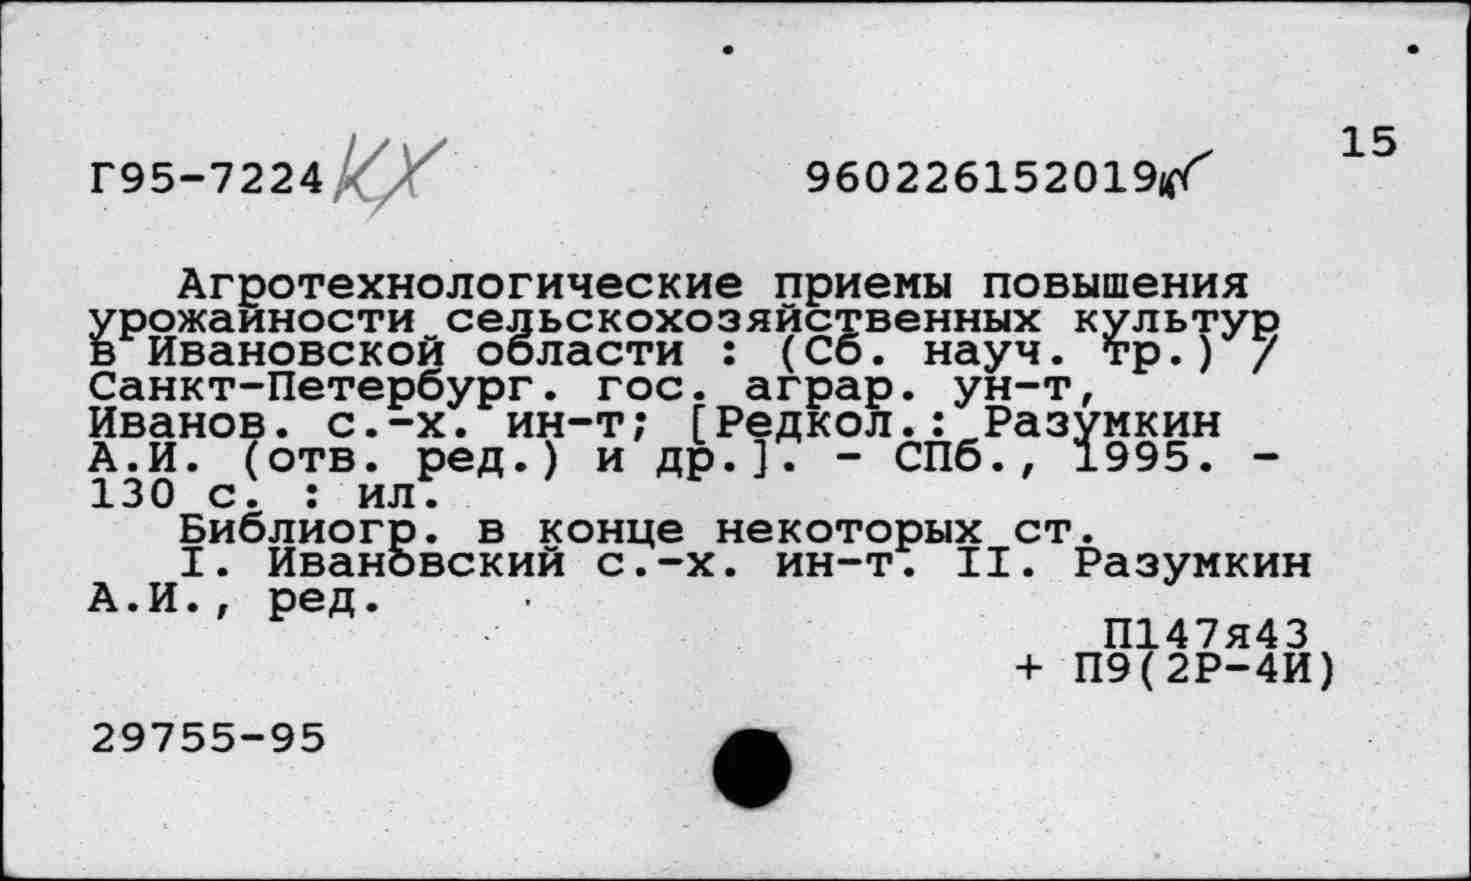 15
Г95-7224 КХ 960226152019
Агротехнологические приемы повышения
урожайности сельскохозяйственных культур
в Ивановской области : (Сб. науч. тр.) /
Санкт-Петербург. гос. аграр. ун-т,
Иванов. с.-х. ин-т; [Редкол.: Разумкин
А.И. (отв. ред.) и др.]. - СПб., 1995. -
130 с. : ил.
Библиогр. в конце некоторых ст.
I. Ивановский с.-х. ин-т. II. Разумкин
А.И., ред.
П147я43
+ П9(2Р-4И)
29755-95